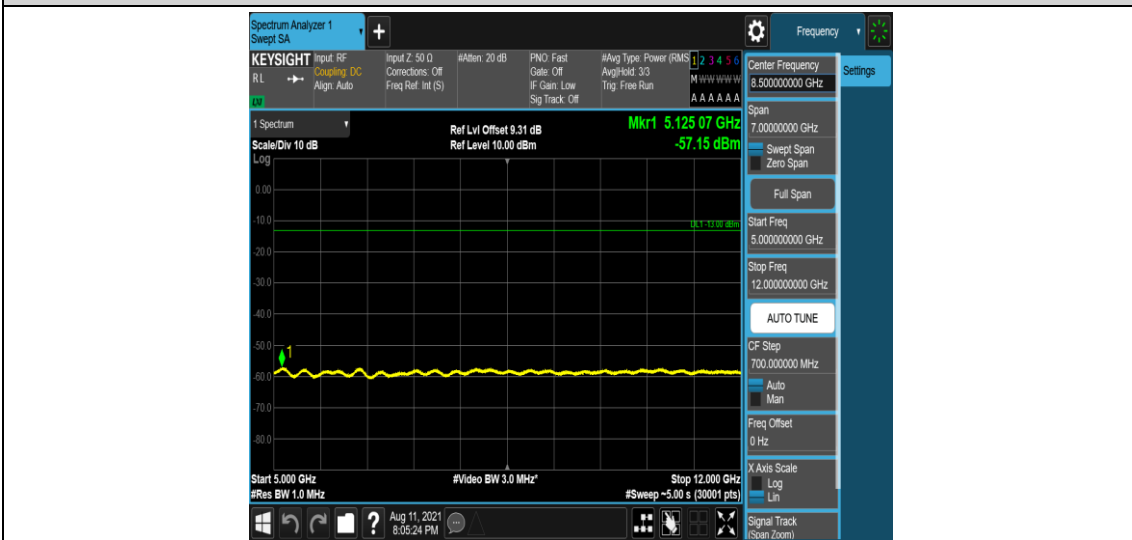 Spectrum Analyzer 1
Swept SA
+
Frequency
KEYSIGHT
R L
LXI
Input: RF
Coupling: DC
Align: Auto
Input Z: 50 Ω
Corrections: Off
Freq Ref: Int (S)
#Atten: 20 dB
PNO: Fast
Gate: Off
IF Gain: Low
Sig Track: Off
#Avg Type: Power (RMS
Avg|Hold: 3/3
Trig: Free Run
1 2 3 4 5 6
M W W W W W
A A A A A A
1 Spectrum
Scale/Div 10 dB
Log
Ref Lvl Offset 9.31 dB
Ref Level 10.00 dBm
Mkr1 5.125 07 GHz
-57.15 dBm
0.00
-10.0
DL1 -13.00 dBm
-20.0
-30.0
-40.0
-50.0
1
-60.0
-70.0
-80.0
Start 5.000 GHz
#Res BW 1.0 MHz
#Video BW 3.0 MHz*
Stop 12.000 GHz
#Sweep ~5.00 s (30001 pts)
?
Aug 11, 2021
8:05:24 PM
Center Frequency
8.500000000 GHz
Settings
Span
7.00000000 GHz
Swept Span
Zero Span
Full Span
Start Freq
5.000000000 GHz
Stop Freq
12.000000000 GHz
AUTO TUNE
CF Step
700.000000 MHz
Auto
Man
Freq Offset
0 Hz
X Axis Scale
Log
Lin
Signal Track
(Span Zoom)